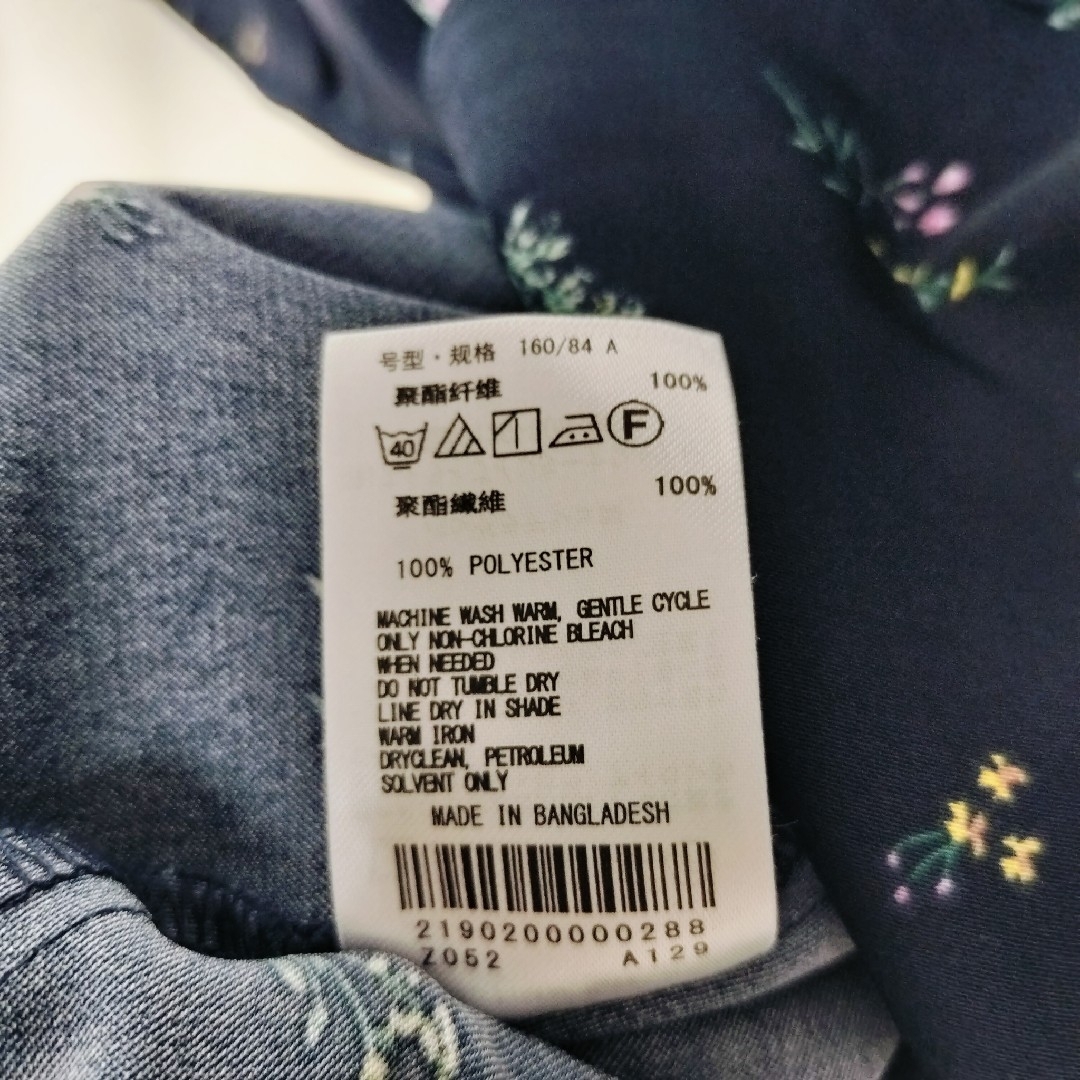 号型·规格 160/84 A
聚酯纤维 100%
40 F
聚酯纖維 100%
100% POLYESTER
MACHINE WASH WARM, GENTLE CYCLE
ONLY NON-CHLORINE BLEACH
WHEN NEEDED
DO NOT TUMBLE DRY
LINE DRY IN SHADE
WARM IRON
DRYCLEAN, PETROLEUM
SOLVENT ONLY
MADE IN BANGLADESH
2190200000288
Z052 A129